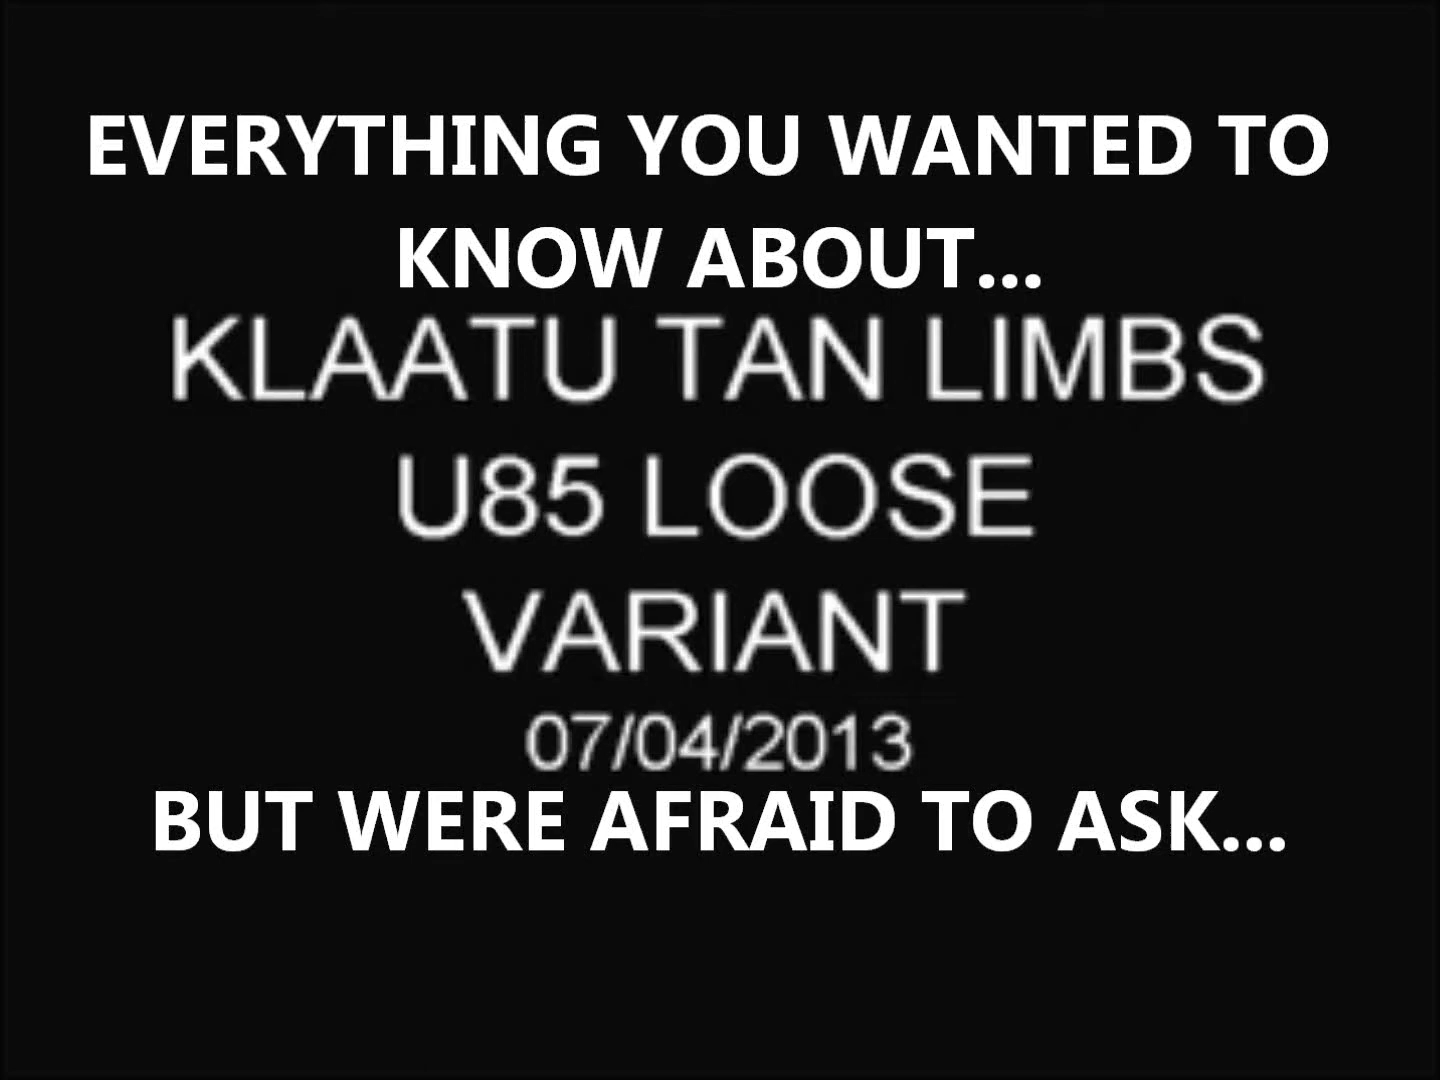 EVERYTHING YOU WANTED TO
KNOW ABOUT...
KLAATU TAN LIMBS
U85 LOOSE
VARIANT
07/04/2013
BUT WERE AFRAID TO ASK...